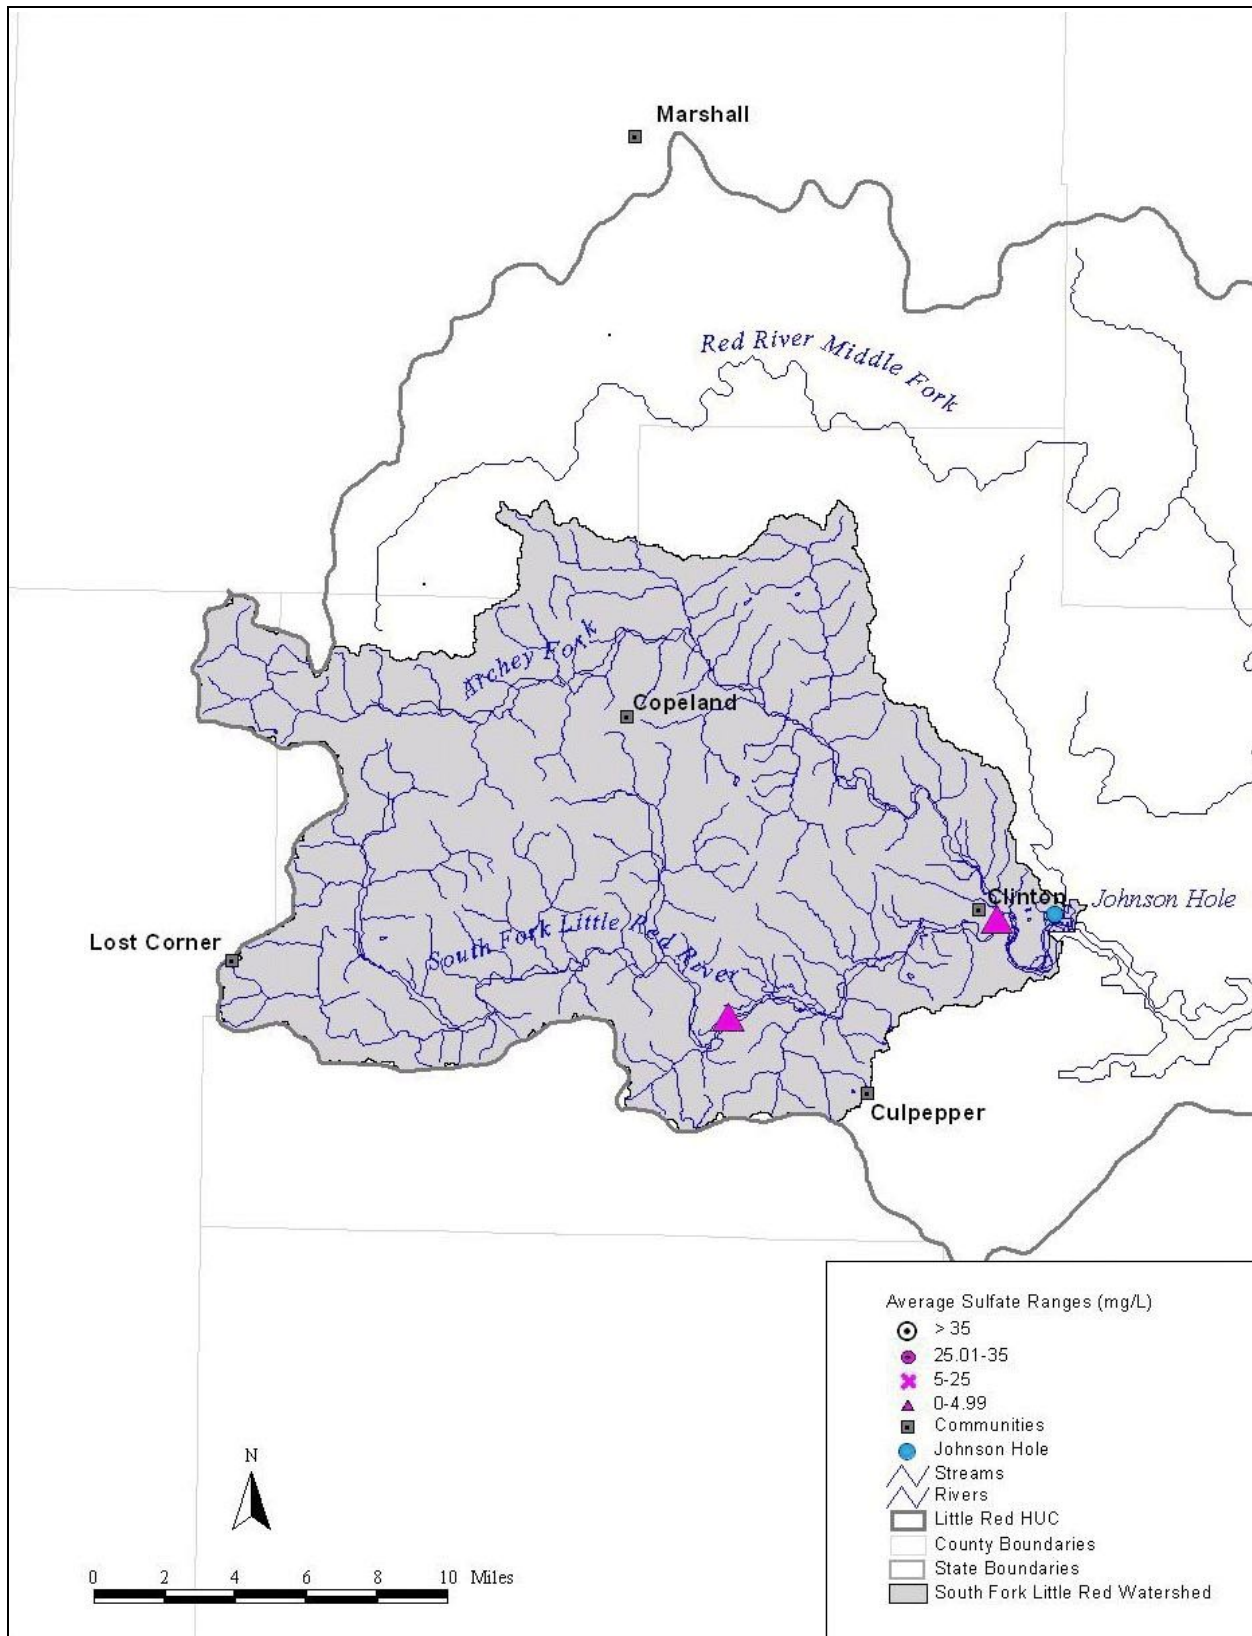 Marshall
Red River Middle Fork
Archey Fork
Copeland
Clinton
Johnson Hole
Lost Corner
South Fork Little Red River
Culpepper
Average Sulfate Ranges (mg/L)
> 35
25.01-35
5-25
0-4.99
Communities
Johnson Hole
Streams
Rivers
Little Red HUC
County Boundaries
State Boundaries
South Fork Little Red Watershed
N
0 2 4 6 8 10 Miles